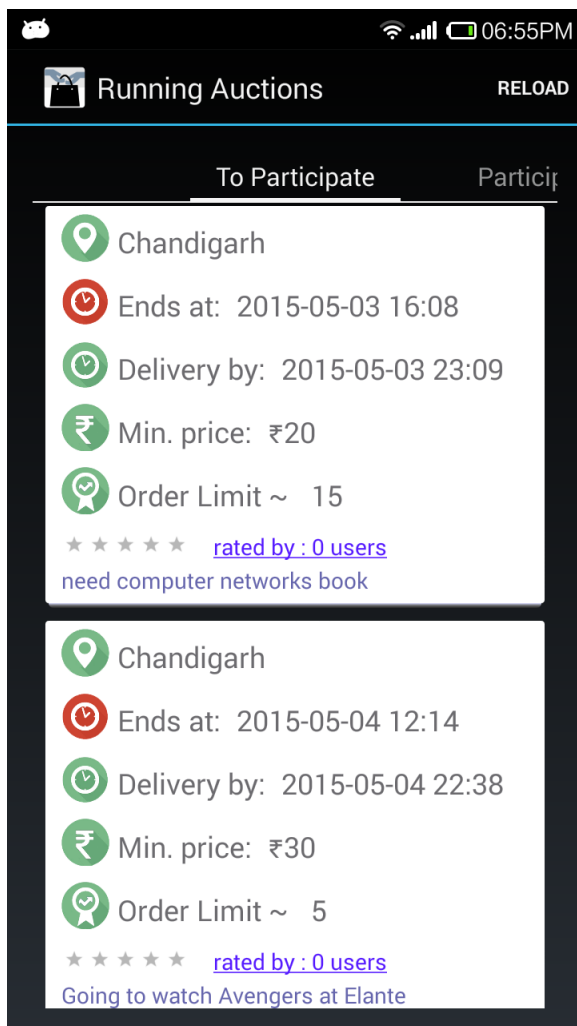 06:55PM
Running Auctions RELOAD
To Participate
Chandigarh
Ends at: 2015-05-03 16:08
Delivery by: 2015-05-03 23:09
Min. price: ₹20
Order Limit ~ 15
rated by : 0 users
need computer networks book
Chandigarh
Ends at: 2015-05-04 12:14
Delivery by: 2015-05-04 22:38
Min. price: ₹30
Order Limit ~ 5
rated by : 0 users
Going to watch Avengers at Elante